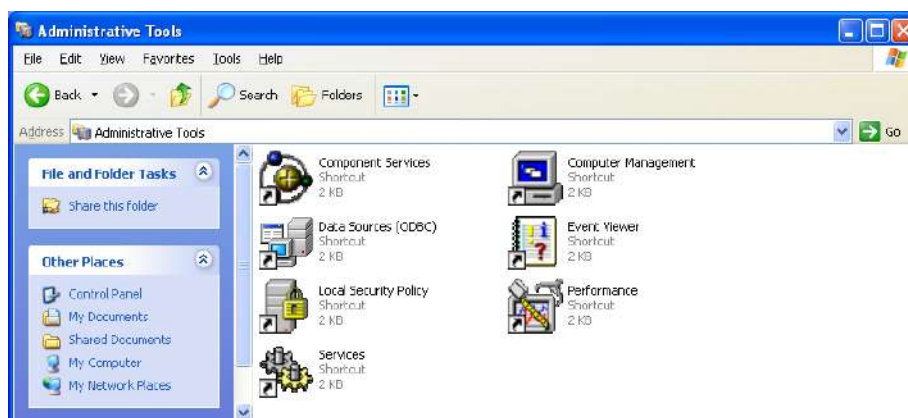 Administrative Tools
File Edit View Favorites Tools Help
Back Search Folders
Address Administrative Tools Go
File and Folder Tasks
Share this folder
Other Places
Control Panel
My Documents
Shared Documents
My Computer
My Network Places
Component Services
Shortcut
2 KB
Computer Management
Shortcut
2 KB
Data Sources (ODBC)
Shortcut
2 KB
Event Viewer
Shortcut
2 KB
Local Security Policy
Shortcut
2 KB
Performance
Shortcut
2 KB
Services
Shortcut
2 KB